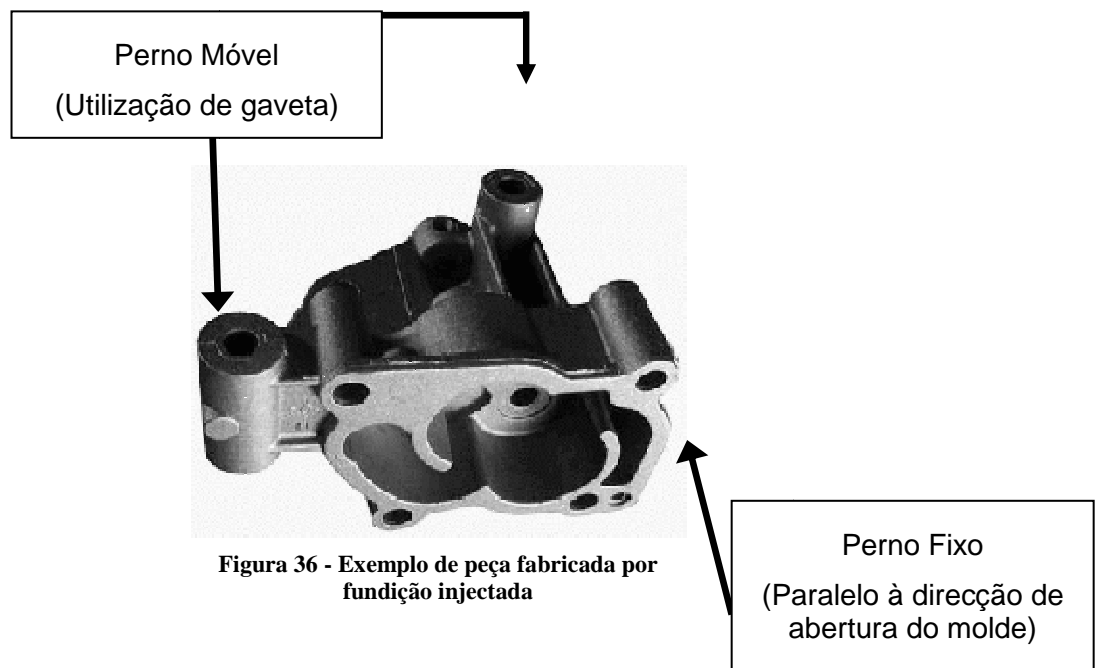 Perno Móvel
(Utilização de gaveta)
Figura 36 - Exemplo de peça fabricada por
fundição injectada
Perno Fixo
(Paralelo à direcção de
abertura do molde)